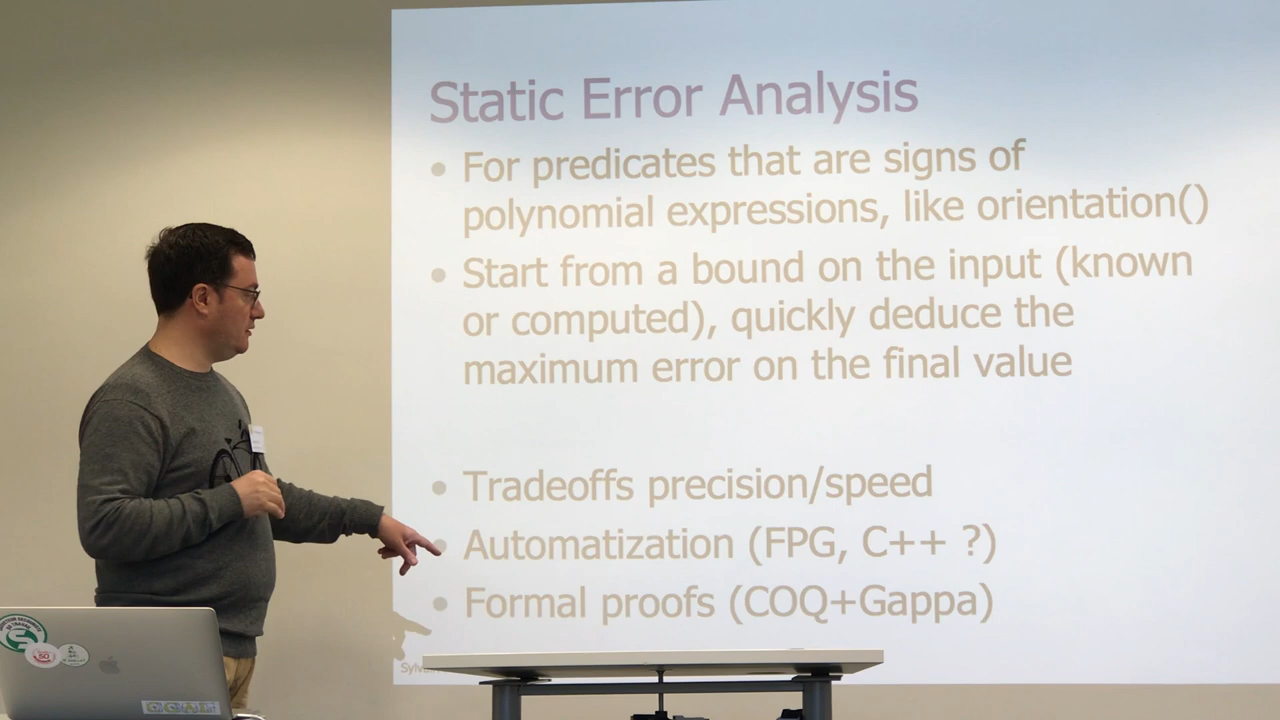 Static Error Analysis
• For predicates that are signs of
polynomial expressions, like orientation()
• Start from a bound on the input (known
or computed), quickly deduce the
maximum error on the final value
• Tradeoffs precision/speed
• Automatization (FPG, C++ ?)
• Formal proofs (COQ+Gappa)
CGAL